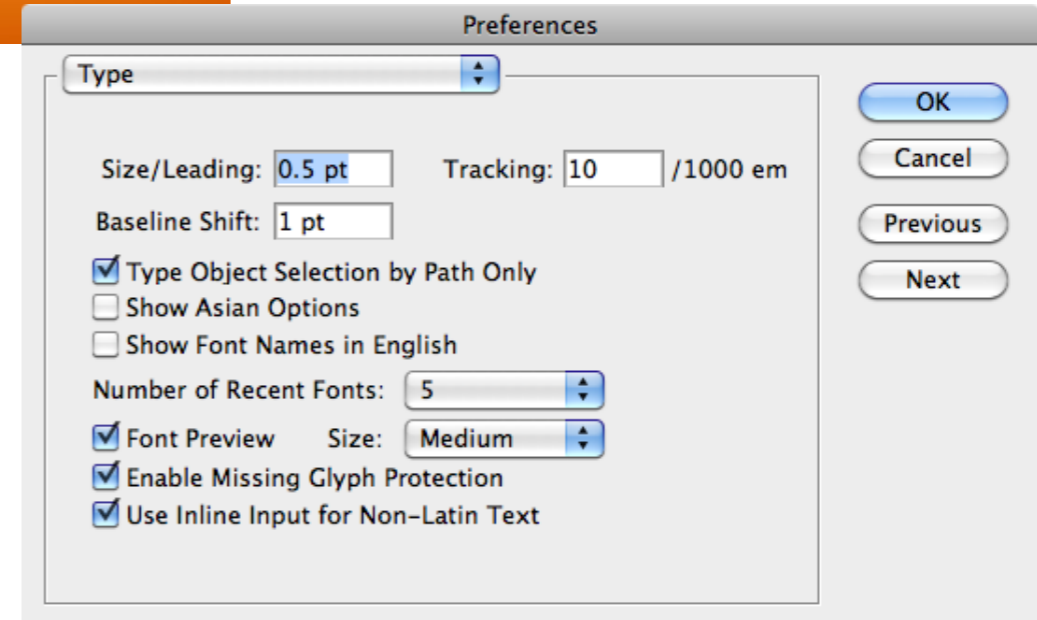 Preferences
Type
OK
Size/Leading: 0.5 pt Tracking: 10 /1000 em
Cancel
Baseline Shift: 1 pt
Previous
Type Object Selection by Path Only
Next
Show Asian Options
Show Font Names in English
Number of Recent Fonts: 5
Font Preview Size: Medium
Enable Missing Glyph Protection
Use Inline Input for Non-Latin Text